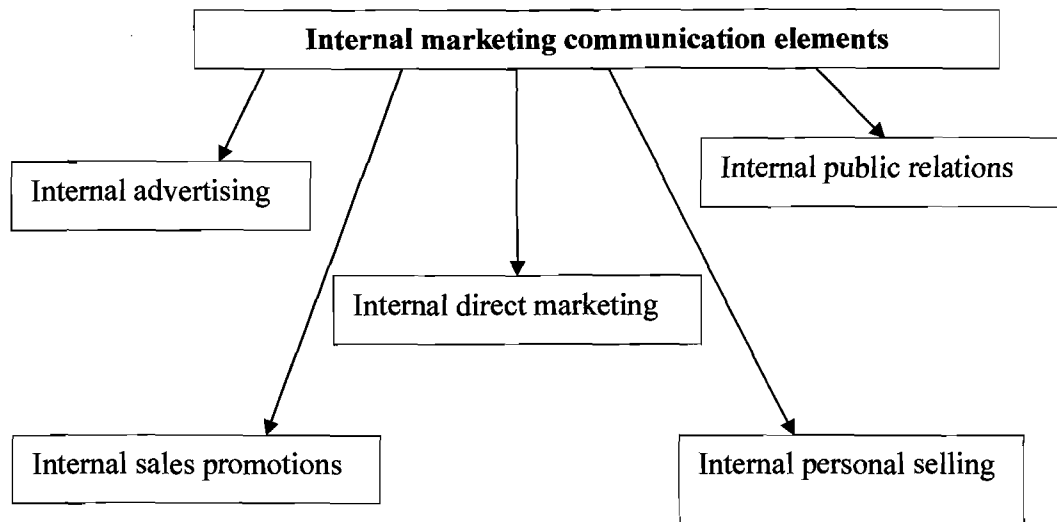 Internal marketing communication elements
Internal advertising
Internal public relations
Internal direct marketing
Internal sales promotions
Internal personal selling